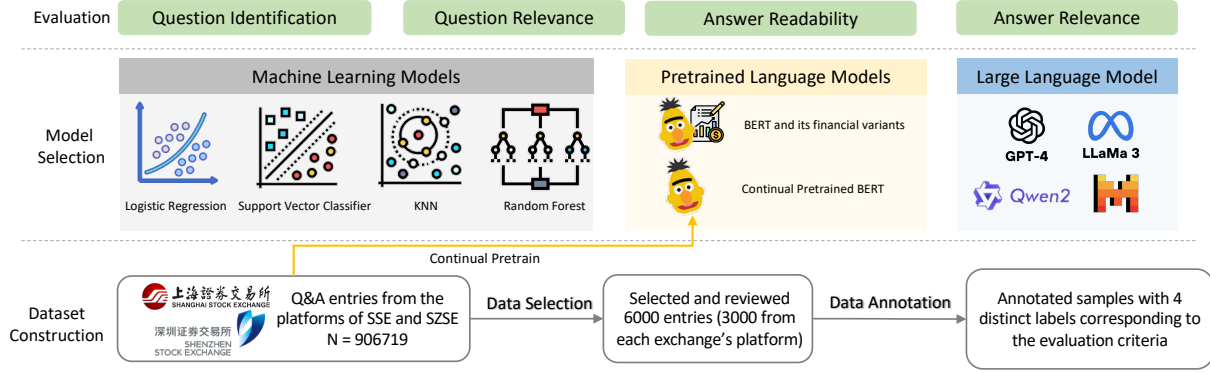 Evaluation
Question Identification
Question Relevance
Answer Readability
Answer Relevance
Model
Selection
Machine Learning Models
Logistic Regression
Support Vector Classifier
KNN
Random Forest
Pretrained Language Models
BERT and its financial variants
Continual Pretrained BERT
Large Language Model
GPT-4
LLaMa 3
Qwen2
Continual Pretrain
Dataset
Construction
上海證券交易所
SHANGHAI STOCK EXCHANGE
深圳证券交易所
SHENZHEN
STOCK EXCHANGE
Q&A entries from the
platforms of SSE and SZSE
N = 906719
Data Selection
Selected and reviewed
6000 entries (3000 from
each exchange's platform)
Data Annotation
Annotated samples with 4
distinct labels corresponding to
the evaluation criteria